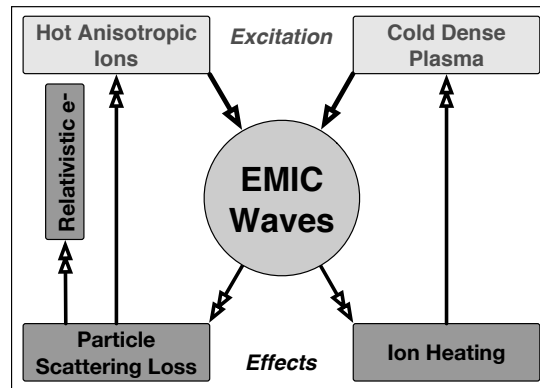 Hot Anisotropic
Ions
Excitation
Cold Dense
Plasma
Relativistic e-
EMIC
Waves
Particle
Scattering Loss
Effects
Ion Heating